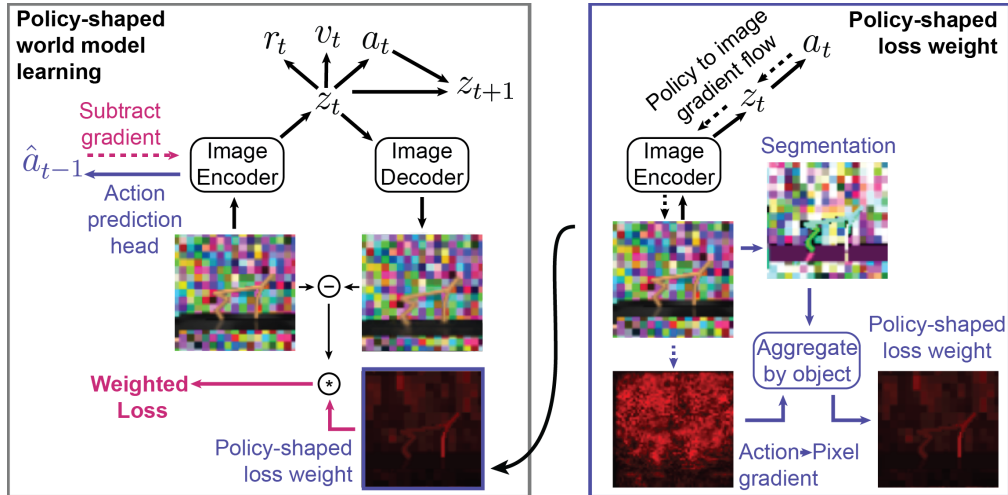 Policy-shaped
world model
learning
r_t
v_t
a_t
z_t
z_{t+1}
Subtract
gradient
â_{t−1}
Action
prediction
head
Image
Encoder
Image
Decoder
−
*
Weighted
Loss
Policy-shaped
loss weight
Policy-shaped
loss weight
Policy to image
gradient flow
a_t
z_t
Image
Encoder
Segmentation
Aggregate
by object
Policy-shaped
loss weight
Action Pixel
gradient